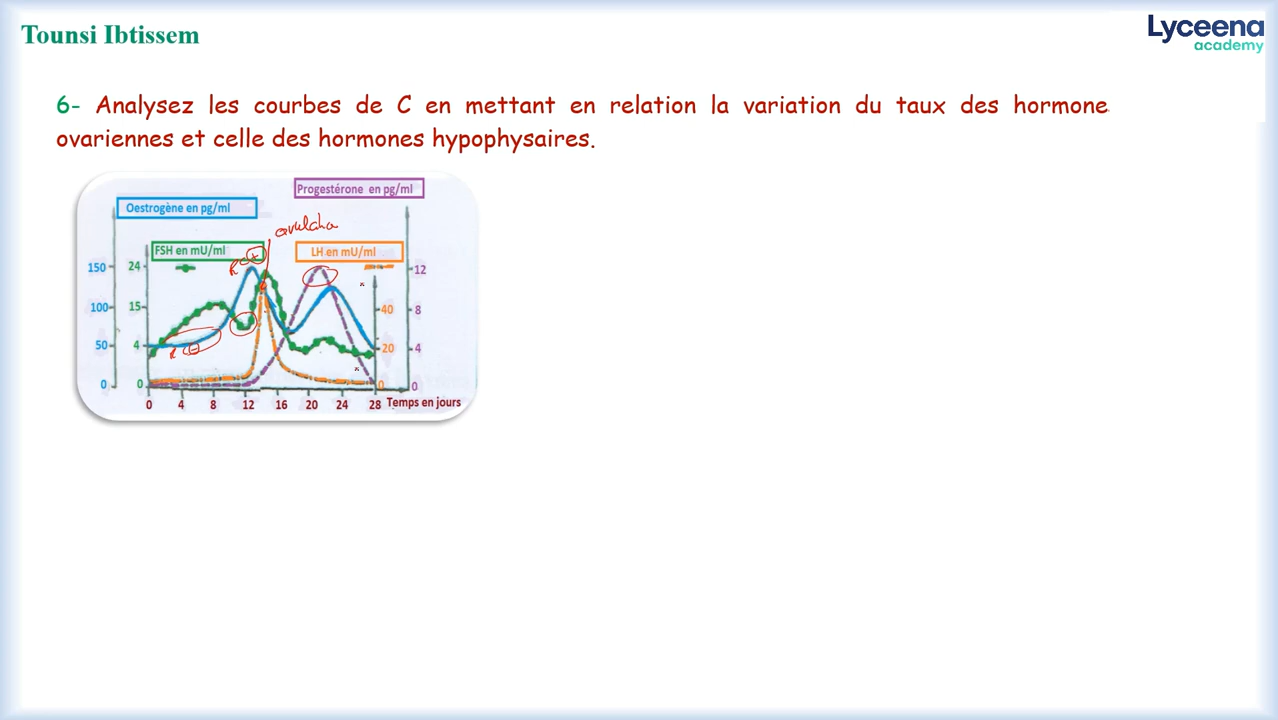 Tounsi Ibtissem
Lyceena
academy
6- Analysez les courbes de C en mettant en relation la variation du taux des hormone
ovariennes et celle des hormones hypophysaires.
Progestérone en pg/ml
Oestrogène en pg/ml
FSH en mU/ml
LH en mU/ml
150 24 12
100 15 40 8
50 4 20 4
0 0 0 0
0 4 8 12 16 20 24 28 Temps en jours